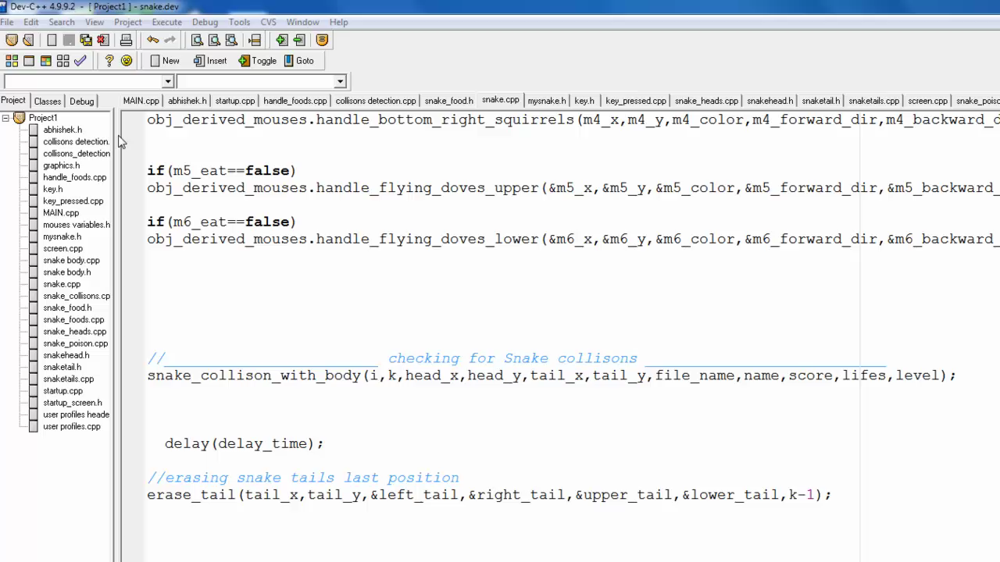 Dev-C++ 4.9.9.2 - [ Project1 ] - snake.dev
File Edit Search View Project Execute Debug Tools CVS Window Help
New Insert Toggle Goto
Project Classes Debug
MAIN.cpp abhishek.h startup.cpp handle_foods.cpp collisons detection.cpp snake_food.h snake.cpp mysnake.h key.h key_pressed.cpp snake_heads.cpp snakehead.h snaketail.h snaketails.cpp screen.cpp snake_poiso
Project1
abhishek.h
collisons detection.
collisons_detection
graphics.h
handle_foods.cpp
key.h
key_pressed.cpp
MAIN.cpp
mouses variables.h
mysnake.h
screen.cpp
snake body.cpp
snake body.h
snake.cpp
snake_collisons.cp
snake_food.h
snake_foods.cpp
snake_heads.cpp
snake_poison.cpp
snakehead.h
snaketail.h
snaketails.cpp
startup.cpp
startup_screen.h
user profiles heade
user profiles.cpp
obj_derived_mouses.handle_bottom_right_squirrels(m4_x,m4_y,m4_color,m4_forward_dir,m4_backward_d
if(m5_eat==false)
obj_derived_mouses.handle_flying_doves_upper(&m5_x,&m5_y,&m5_color,&m5_forward_dir,&m5_backward_
if(m6_eat==false)
obj_derived_mouses.handle_flying_doves_lower(&m6_x,&m6_y,&m6_color,&m6_forward_dir,&m6_backward_
//________________________ checking for Snake collisons ___________________________
snake_collison_with_body(i,k,head_x,head_y,tail_x,tail_y,file_name,name,score,lifes,level);
delay(delay_time);
//erasing snake tails last position
erase_tail(tail_x,tail_y,&left_tail,&right_tail,&upper_tail,&lower_tail,k-1);